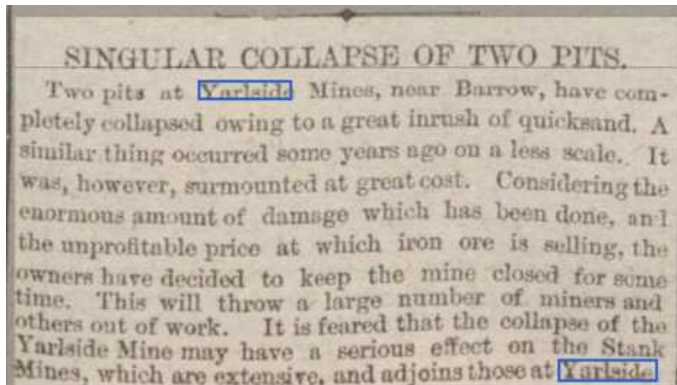 SINGULAR COLLAPSE OF TWO PITS.
Two pits at Yarlside Mines, near Barrow, have com-
pletely collapsed owing to a great inrush of quicksand. A
similar thing occurred some years ago on a less scale. It
was, however, surmounted at great cost. Considering the
enormous amount of damage which has been done, and
the unprofitable price at which iron ore is selling, the
owners have decided to keep the mine closed for some
time. This will throw a large number of miners and
others out of work. It is feared that the collapse of the
Yarlside Mine may have a serious effect on the Stank
Mines, which are extensive, and adjoins those at Yarlside